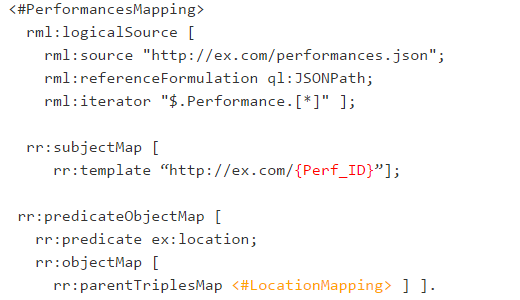 <#PerformancesMapping>
rml:logicalSource [
rml:source "http://ex.com/performances.json";
rml:referenceFormulation ql:JSONPath;
rml:iterator "$.Performance.[*]" ];
rr:subjectMap [
rr:template “http://ex.com/{Perf_ID}”];
rr:predicateObjectMap [
rr:predicate ex:location;
rr:objectMap [
rr:parentTriplesMap <#LocationMapping> ] ].